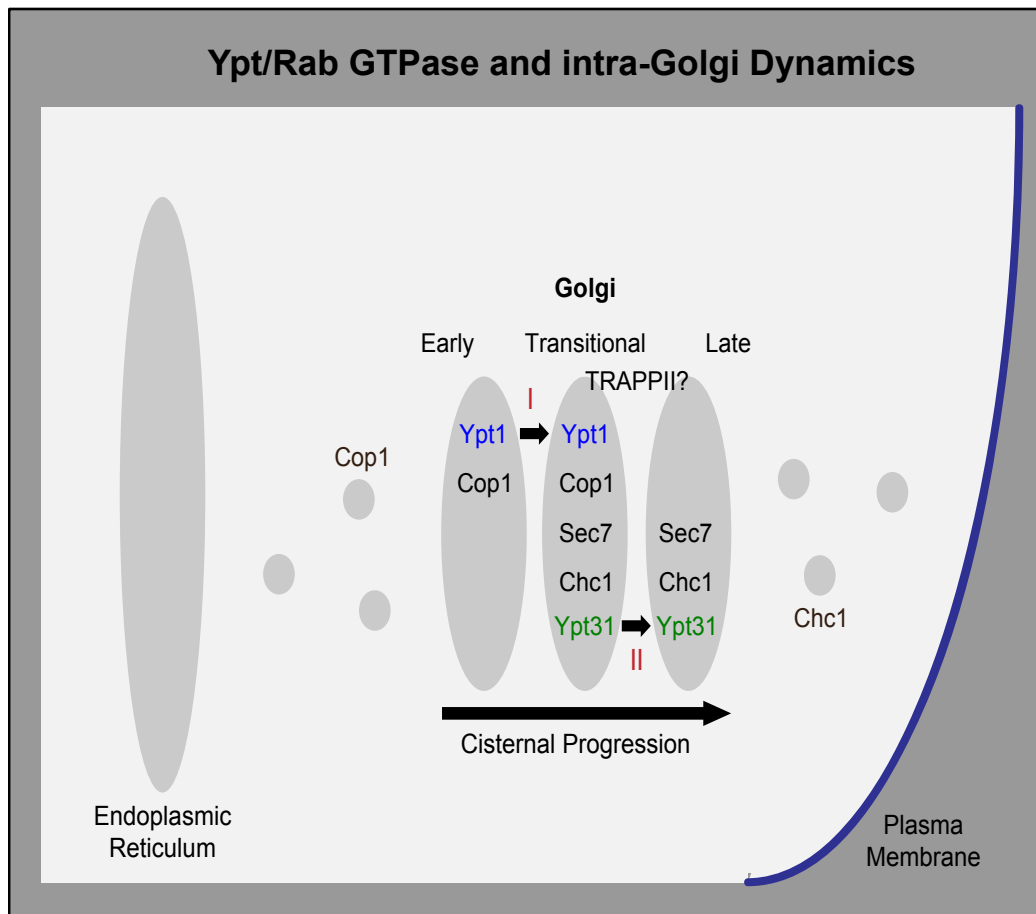 Ypt/Rab GTPase and intra-Golgi Dynamics
Golgi
Early Transitional Late
TRAPPII?
I
Ypt1 Ypt1
Cop1
Cop1 Cop1
Sec7 Sec7
Chc1 Chc1
Ypt31 Ypt31
Chc1
II
Cisternal Progression
Endoplasmic
Reticulum
Plasma
Membrane